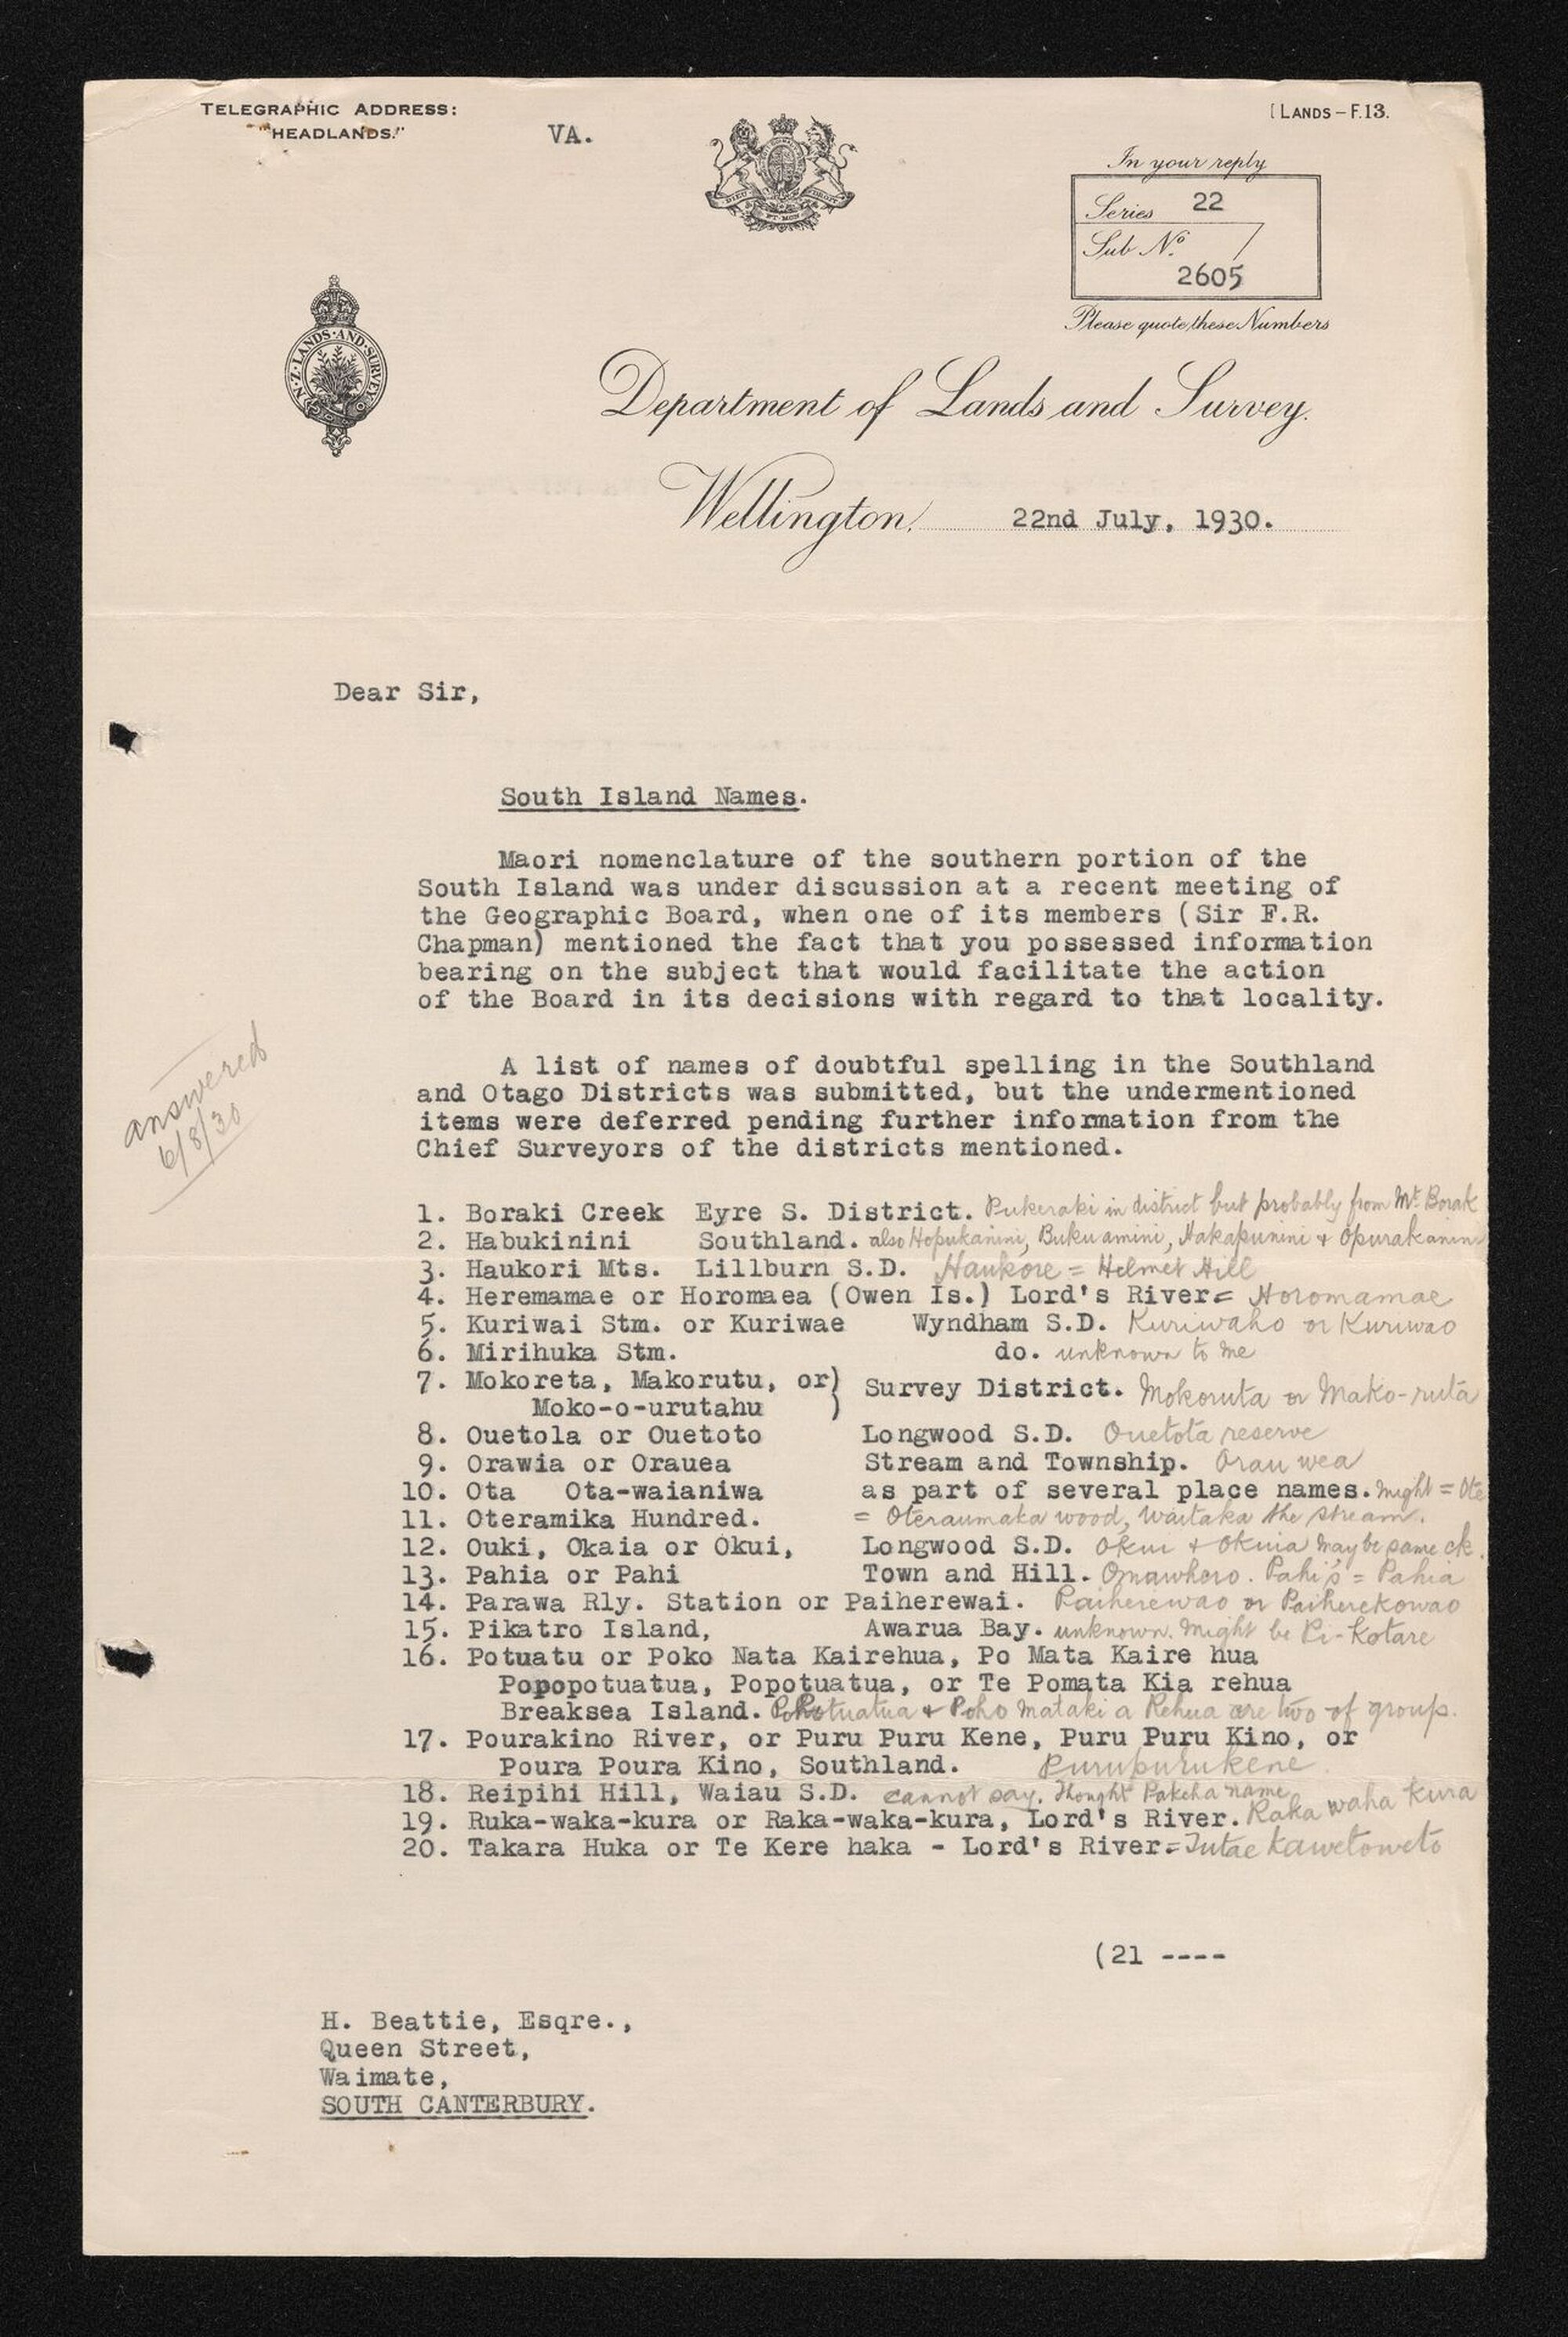 TELEGRAPHIC ADDRESS:
"HEADLANDS."
VA.
[LANDS-F.13.
DIEU ET MON DROIT
In your reply
Series 22
Sub No. /
2605
Please quote these Numbers
N·Z·LANDS·AND·SURVEY
Department of Lands and Survey.
Wellington, 22nd July, 1930.
Dear Sir,
South Island Names.
Maori nomenclature of the southern portion of the
South Island was under discussion at a recent meeting of
the Geographic Board, when one of its members (Sir F.R.
Chapman) mentioned the fact that you possessed information
bearing on the subject that would facilitate the action
of the Board in its decisions with regard to that locality.
answered
6/8/30
A list of names of doubtful spelling in the Southland
and Otago Districts was submitted, but the undermentioned
items were deferred pending further information from the
Chief Surveyors of the districts mentioned.
1. Boraki Creek Eyre S. District. Pukeraki in district but probably from Mt. Borak
2. Habukinini Southland. also Hopukanini, Bukuamini, Hakapunini + Opurakanini
3. Haukori Mts. Lillburn S.D. Haukore = Helmet Hill
4. Heremamae or Horomaea (Owen Is.) Lord's River = Horomamae
5. Kuriwai Stm. or Kuriwae Wyndham S.D. Kuriwaho or Kuriwao
6. Mirihuka Stm. do. unknown to me
7. Mokoreta, Makorutu, or) Survey District. Mokoruta or Mako-ruta
Moko-o-urutahu )
8. Ouetola or Ouetoto Longwood S.D. Ouetota reserve
9. Orawia or Orauea Stream and Township. Orau wea
10. Ota Ota-waianiwa as part of several place names. might = Ote
11. Oteramika Hundred. = Oteraumaka wood, Waitaka the stream.
12. Ouki, Okaia or Okui, Longwood S.D. Okui + Okuia may be same ck.
13. Pahia or Pahi Town and Hill. Omawhero. Pahi's = Pahia
14. Parawa Rly. Station or Paiherewai. Paiherewao or Paiherekowao
15. Pikatro Island, Awarua Bay. unknown. might be Pi-Kotare
16. Potuatu or Poko Nata Kairehua, Po Mata Kaire hua
Popopotuatua, Popotuatua, or Te Pomata Kia rehua
Breaksea Island. Pohotuatua + Poho mataki a Rehua are two of group.
17. Pourakino River, or Puru Puru Kene, Puru Puru Kino, or
Poura Poura Kino, Southland. Purupurukene
18. Reipihi Hill, Waiau S.D. cannot say. Thought Pakeha name
19. Ruka-waka-kura or Raka-waka-kura, Lord's River. Raka waha kura
20. Takara Huka or Te Kere haka - Lord's River. = Tutae Kawetoweto
(21 ----
H. Beattie, Esqre.,
Queen Street,
Waimate,
SOUTH CANTERBURY.